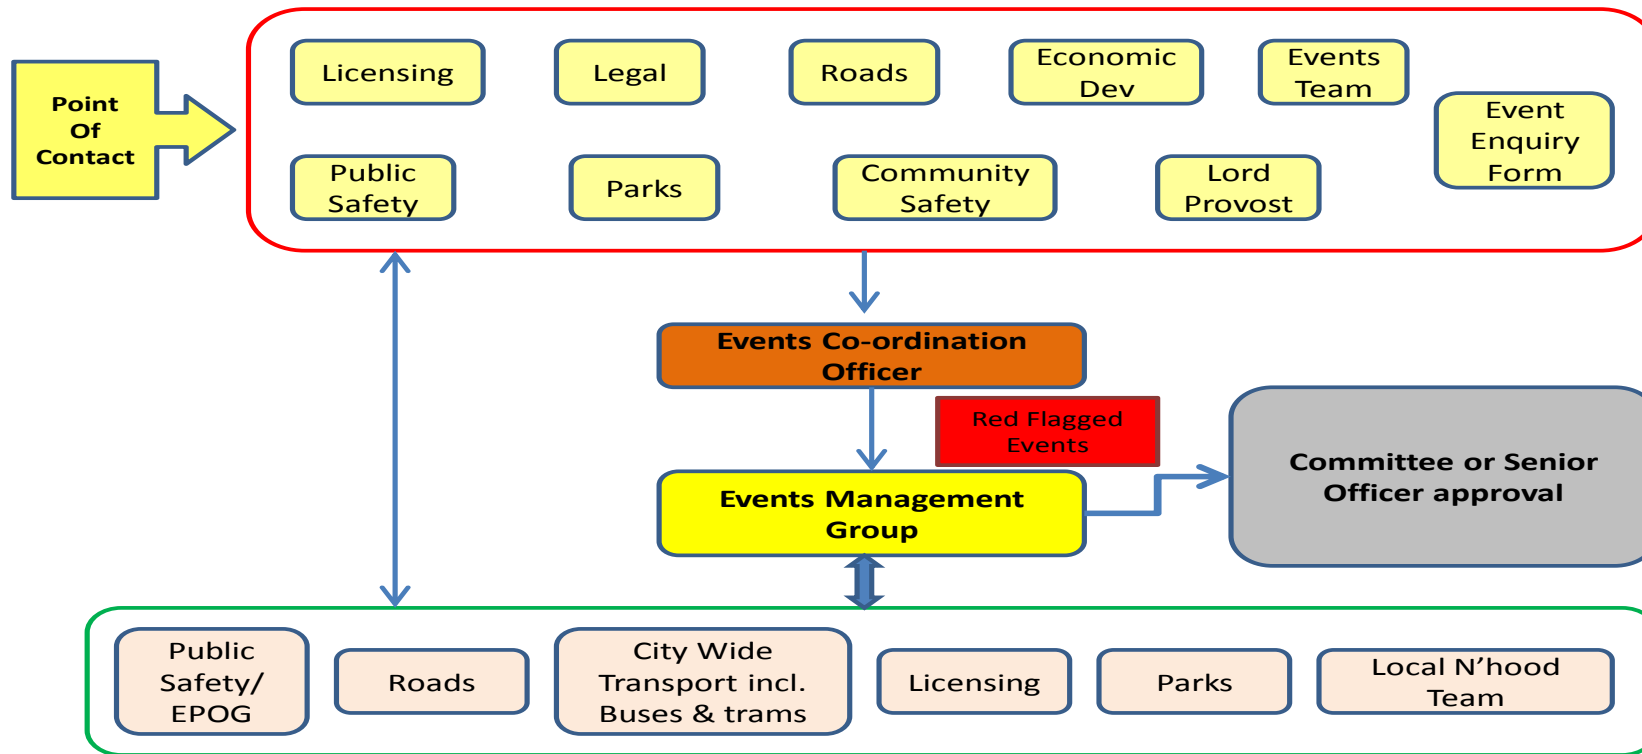 Point
Of
Contact
Licensing
Legal
Roads
Economic
Dev
Events
Team
Event
Enquiry
Form
Public
Safety
Parks
Community
Safety
Lord
Provost
Events Co-ordination
Officer
Red Flagged
Events
Events Management
Group
Committee or Senior
Officer approval
Public
Safety/
EPOG
Roads
City Wide
Transport incl.
Buses & trams
Licensing
Parks
Local N’hood
Team